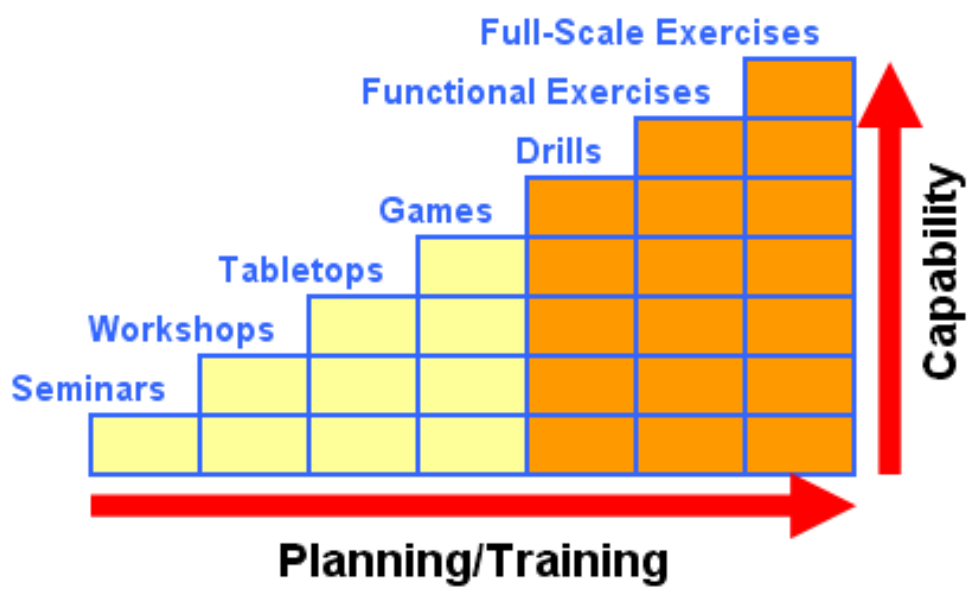 Full-Scale Exercises
Functional Exercises
Drills
Games
Tabletops
Workshops
Seminars
Capability
Planning/Training